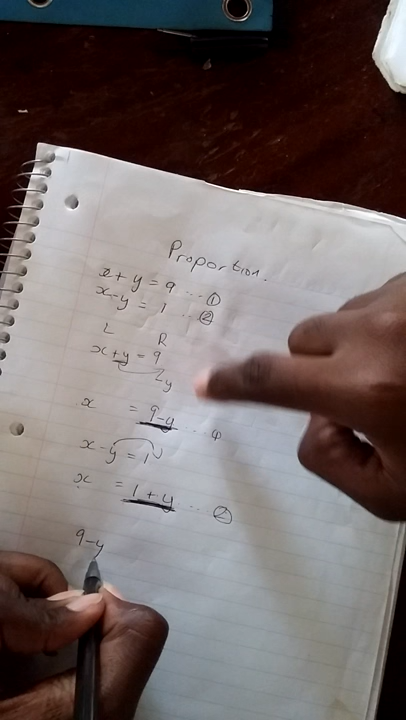 Proportion.
x + y = 9 ... ①
x - y = 1 ... ②
L R
x + y = 9
x = 9 - y ... ①
x - y = 1
x = 1 + y ... ②
9 - y